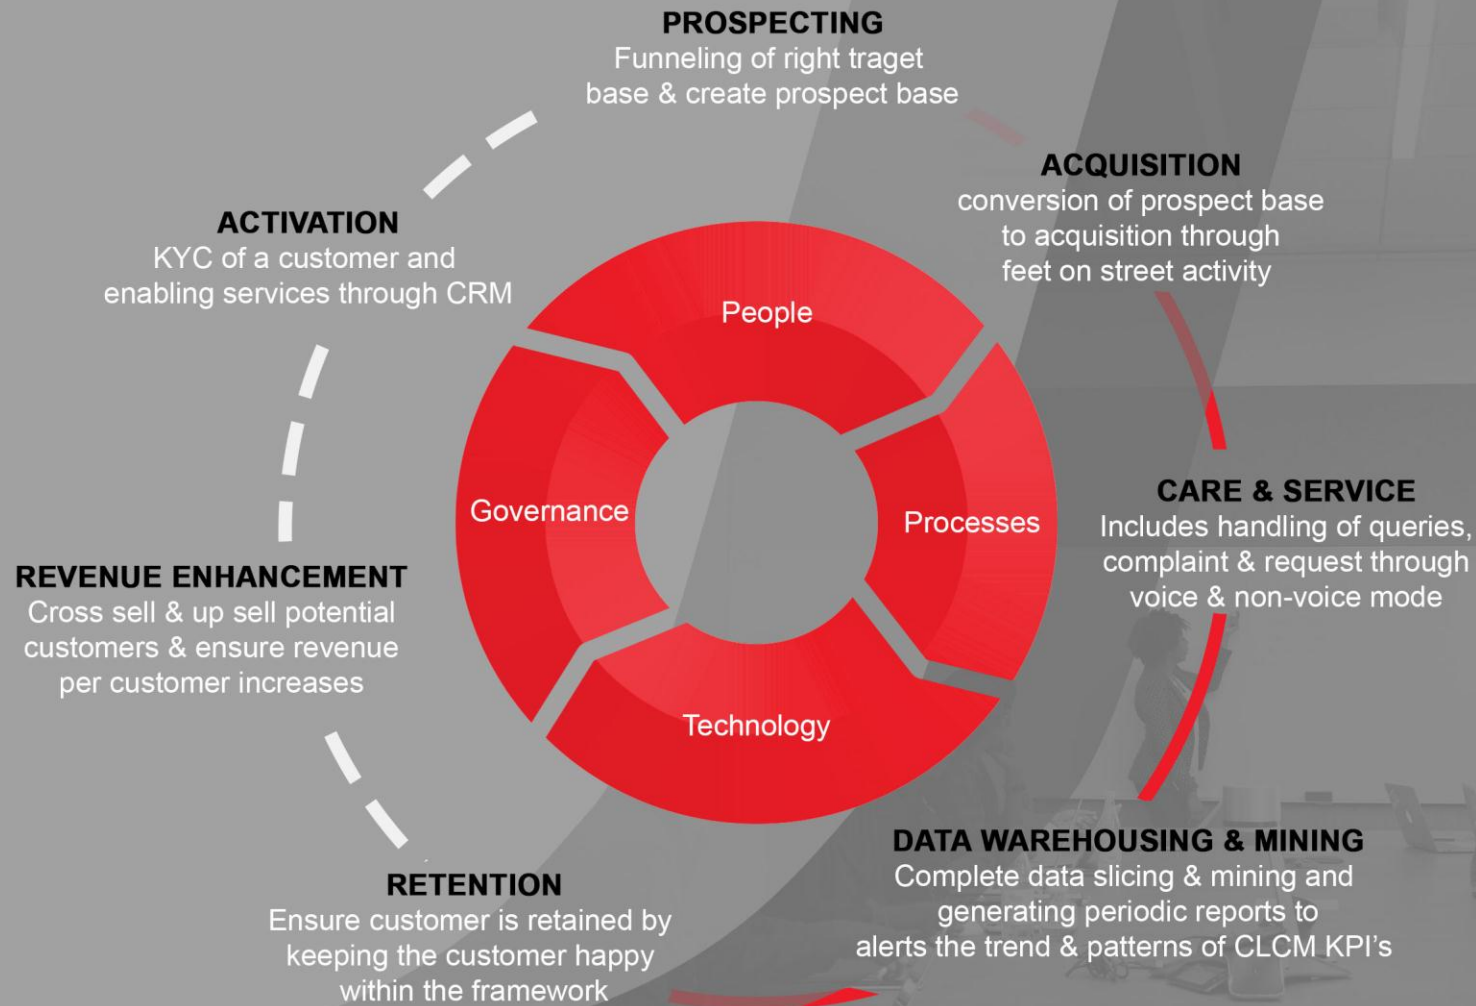 PROSPECTING
Funneling of right traget
base & create prospect base
ACQUISITION
conversion of prospect base
to acquisition through
feet on street activity
ACTIVATION
KYC of a customer and
enabling services through CRM
People
Governance
Processes
Technology
CARE & SERVICE
Includes handling of queries,
complaint & request through
voice & non-voice mode
REVENUE ENHANCEMENT
Cross sell & up sell potential
customers & ensure revenue
per customer increases
DATA WAREHOUSING & MINING
Complete data slicing & mining and
generating periodic reports to
alerts the trend & patterns of CLCM KPI's
RETENTION
Ensure customer is retained by
keeping the customer happy
within the framework